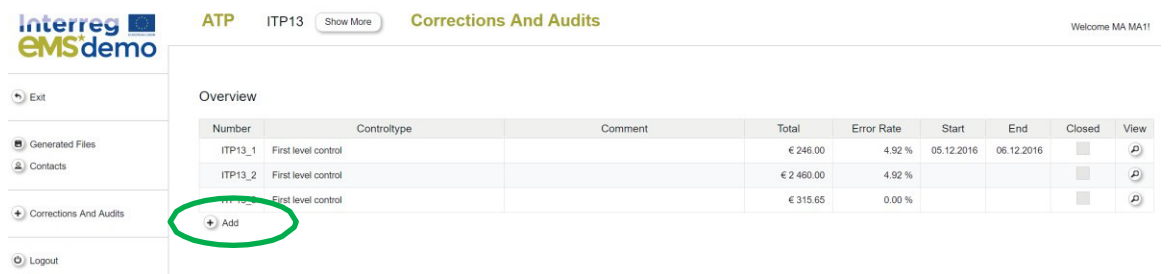 Interreg
EUROPEAN UNION
eMS demo
ATP ITP13 Show More Corrections And Audits
Welcome MA MA1!
Exit
Generated Files
Contacts
Corrections And Audits
Logout
Overview
Number Controltype Comment Total Error Rate Start End Closed View
ITP13_1 First level control € 246.00 4.92 % 05.12.2016 06.12.2016
ITP13_2 First level control € 2 460.00 4.92 %
First level control € 315.65 0.00 %
Add